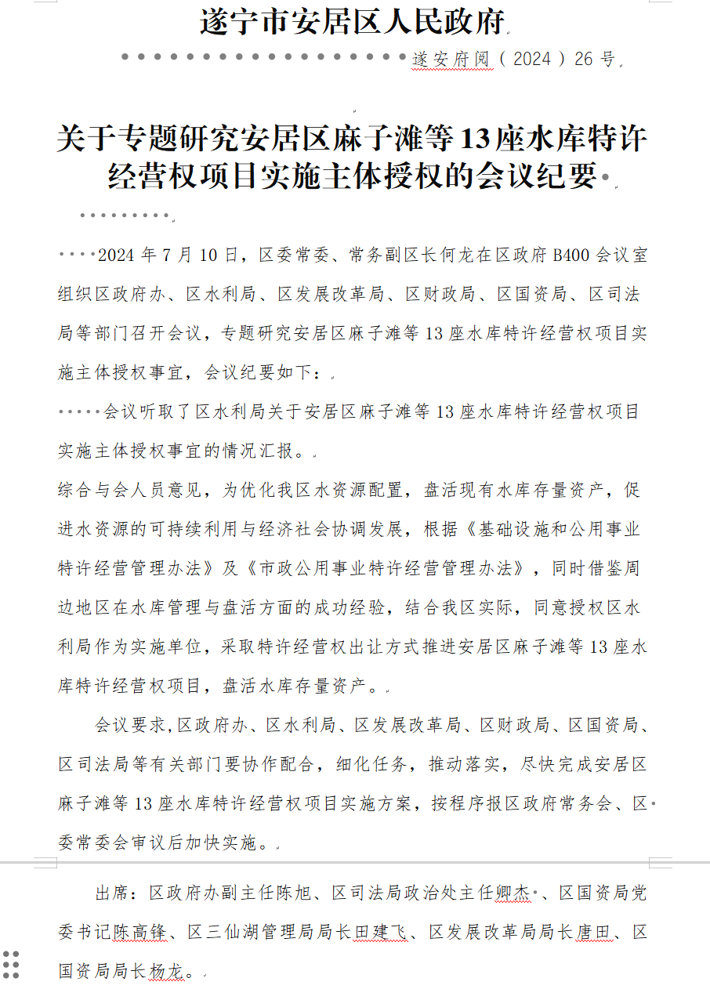 遂宁市安居区人民政府
遂安府阅（2024）26 号
关于专题研究安居区麻子滩等 13 座水库特许
经营权项目实施主体授权的会议纪要
2024 年 7 月 10 日，区委常委、常务副区长何龙在区政府 B400 会议室
组织区政府办、区水利局、区发展改革局、区财政局、区国资局、区司法
局等部门召开会议，专题研究安居区麻子滩等 13 座水库特许经营权项目实
施主体授权事宜，会议纪要如下：
会议听取了区水利局关于安居区麻子滩等 13 座水库特许经营权项目
实施主体授权事宜的情况汇报。
综合与会人员意见，为优化我区水资源配置，盘活现有水库存量资产，促
进水资源的可持续利用与经济社会协调发展，根据《基础设施和公用事业
特许经营管理办法》及《市政公用事业特许经营管理办法》，同时借鉴周
边地区在水库管理与盘活方面的成功经验，结合我区实际，同意授权区水
利局作为实施单位，采取特许经营权出让方式推进安居区麻子滩等 13 座水
库特许经营权项目，盘活水库存量资产。
会议要求,区政府办、区水利局、区发展改革局、区财政局、区国资局、
区司法局等有关部门要协作配合，细化任务，推动落实，尽快完成安居区
麻子滩等 13 座水库特许经营权项目实施方案，按程序报区政府常务会、区
委常委会审议后加快实施。
出席：区政府办副主任陈旭、区司法局政治处主任卿杰、区国资局党
委书记陈高锋、区三仙湖管理局局长田建飞、区发展改革局局长唐田、区
国资局局长杨龙。